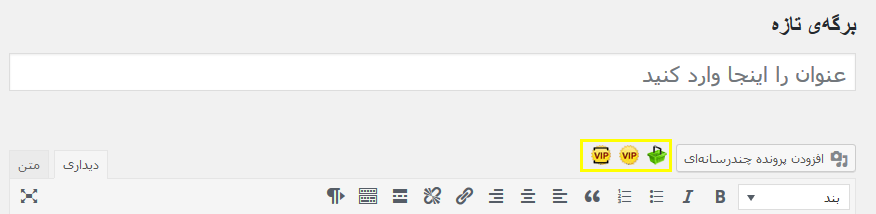 برگه‌ی تازه
عنوان را اینجا وارد کنید
افزودن پرونده چندرسانه‌ای VIP VIP دیداری متن
بند B I